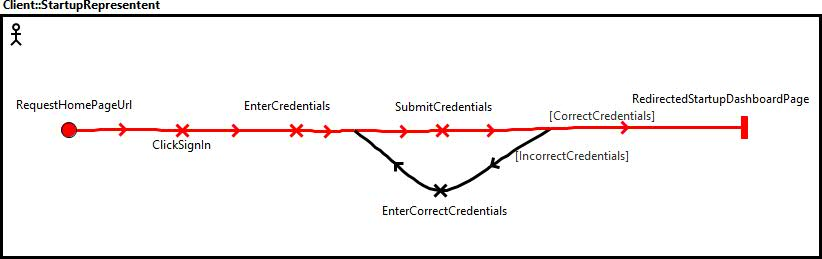 Client::StartupRepresentent
RequestHomePageUrl
ClickSignIn
EnterCredentials
SubmitCredentials
[CorrectCredentials]
RedirectedStartupDashboardPage
[IncorrectCredentials]
EnterCorrectCredentials